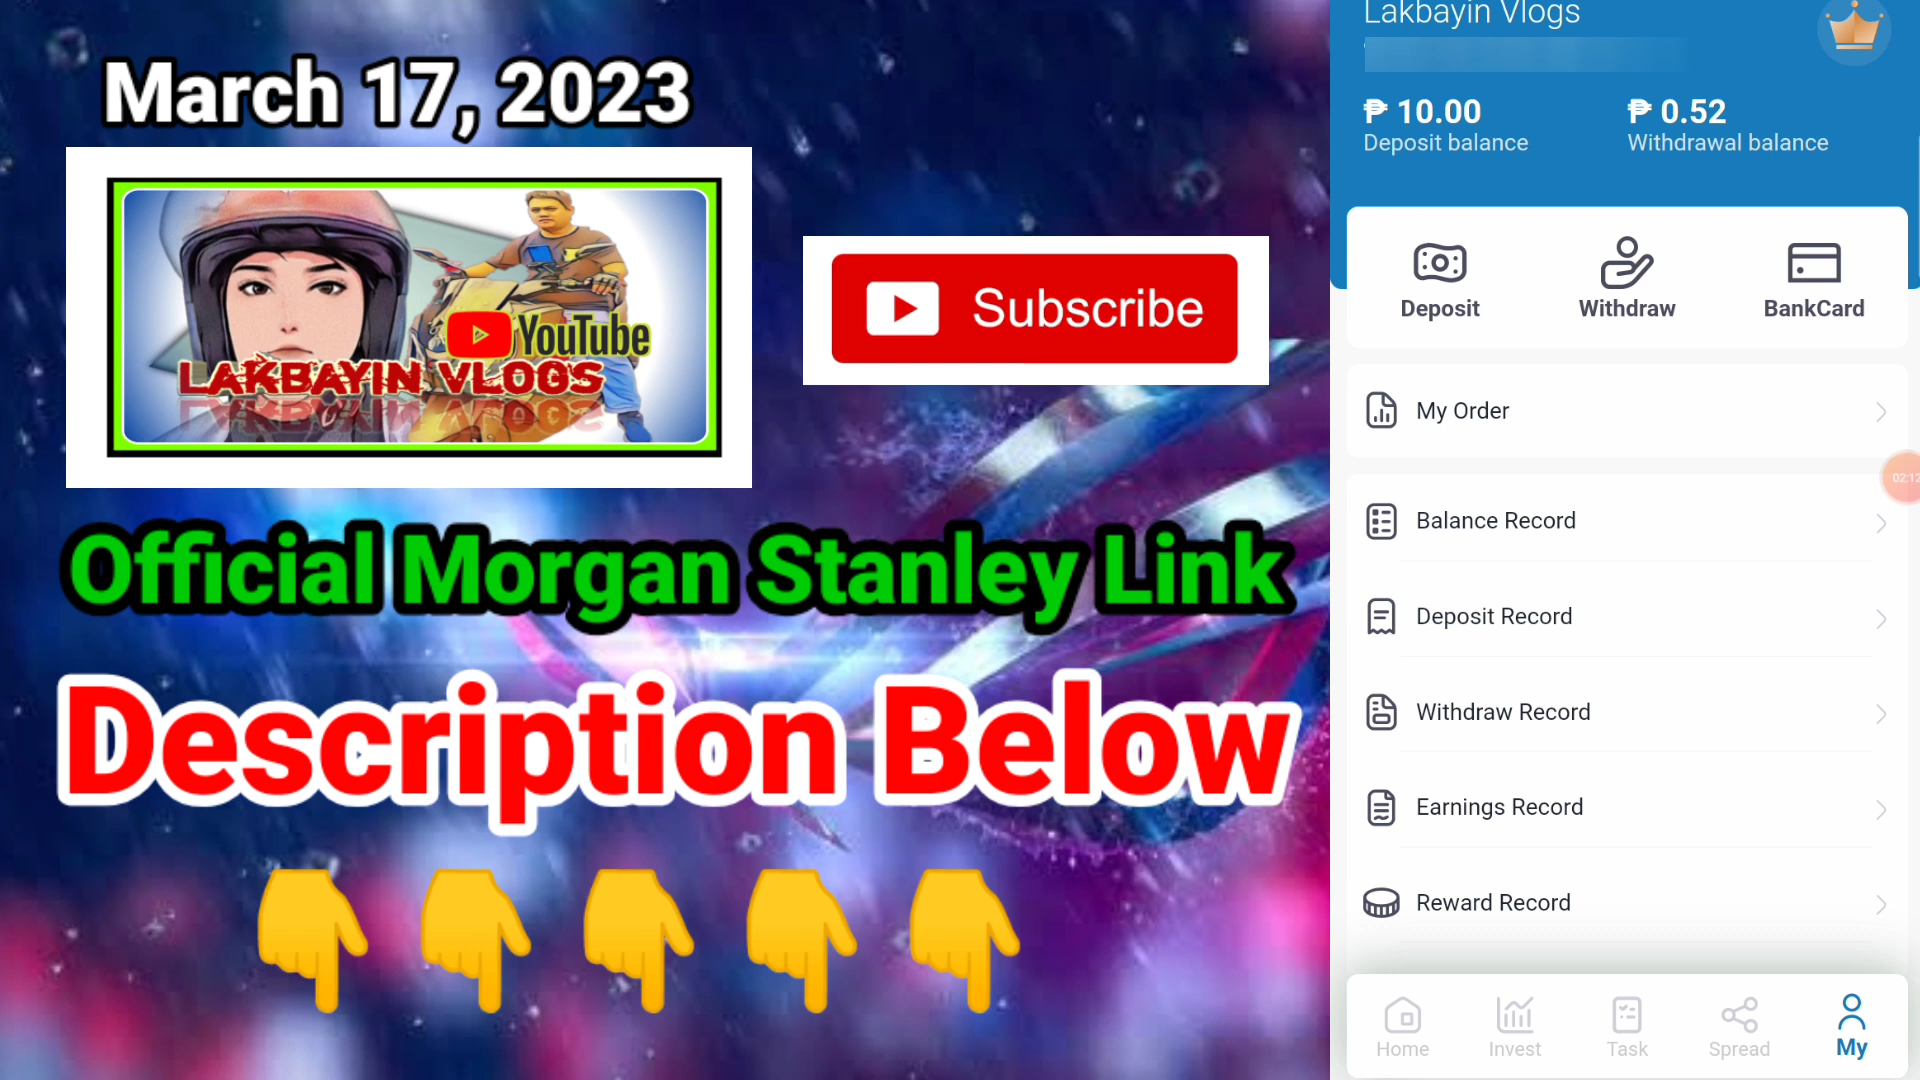 March 17, 2023
YouTube
LAKBAYIN VLOGS
Subscribe
Official Morgan Stanley Link
Description Below
Lakbayin Vlogs
₱ 10.00
Deposit balance
₱ 0.52
Withdrawal balance
Deposit
Withdraw
BankCard
My Order
02:12
Balance Record
Deposit Record
Withdraw Record
Earnings Record
Reward Record
Home
Invest
Task
Spread
My